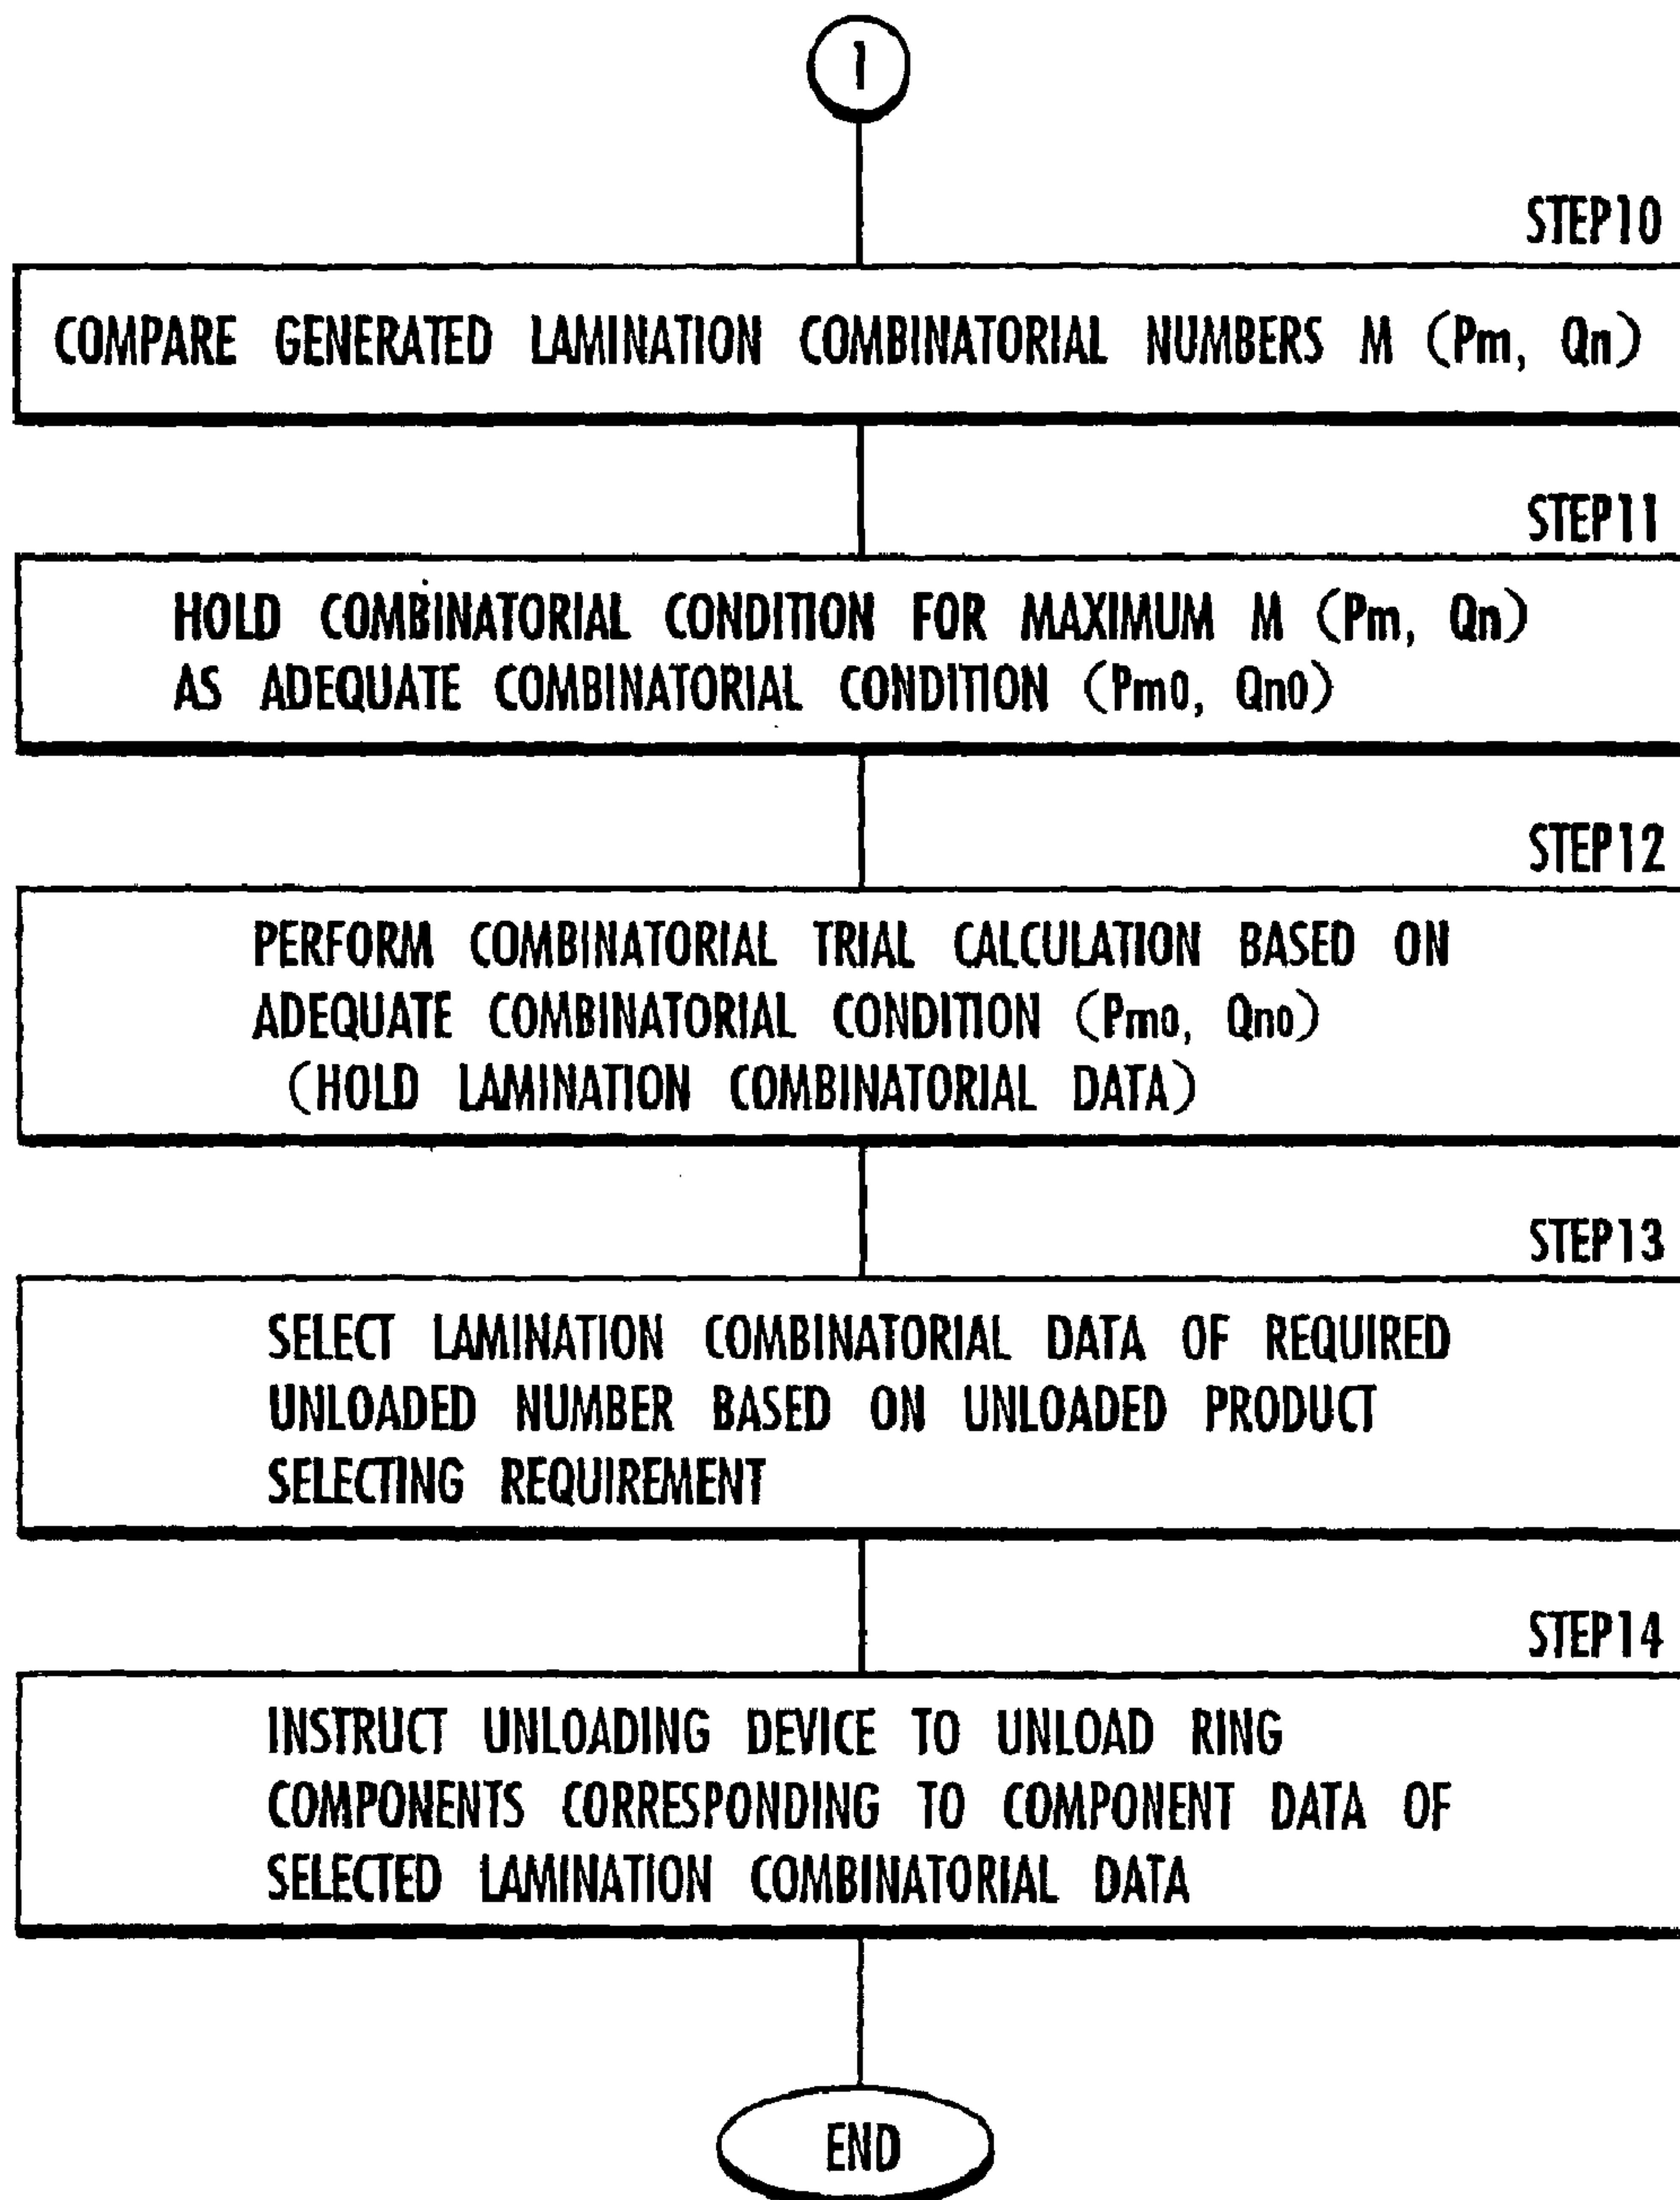 1
STEP10
COMPARE GENERATED LAMINATION COMBINATORIAL NUMBERS M (Pm, Qn)
STEP11
HOLD COMBINATORIAL CONDITION FOR MAXIMUM M (Pm, Qn)
AS ADEQUATE COMBINATORIAL CONDITION (Pm0, Qn0)
STEP12
PERFORM COMBINATORIAL TRIAL CALCULATION BASED ON
ADEQUATE COMBINATORIAL CONDITION (Pm0, Qn0)
(HOLD LAMINATION COMBINATORIAL DATA)
STEP13
SELECT LAMINATION COMBINATORIAL DATA OF REQUIRED
UNLOADED NUMBER BASED ON UNLOADED PRODUCT
SELECTING REQUIREMENT
STEP14
INSTRUCT UNLOADING DEVICE TO UNLOAD RING
COMPONENTS CORRESPONDING TO COMPONENT DATA OF
SELECTED LAMINATION COMBINATORIAL DATA
END